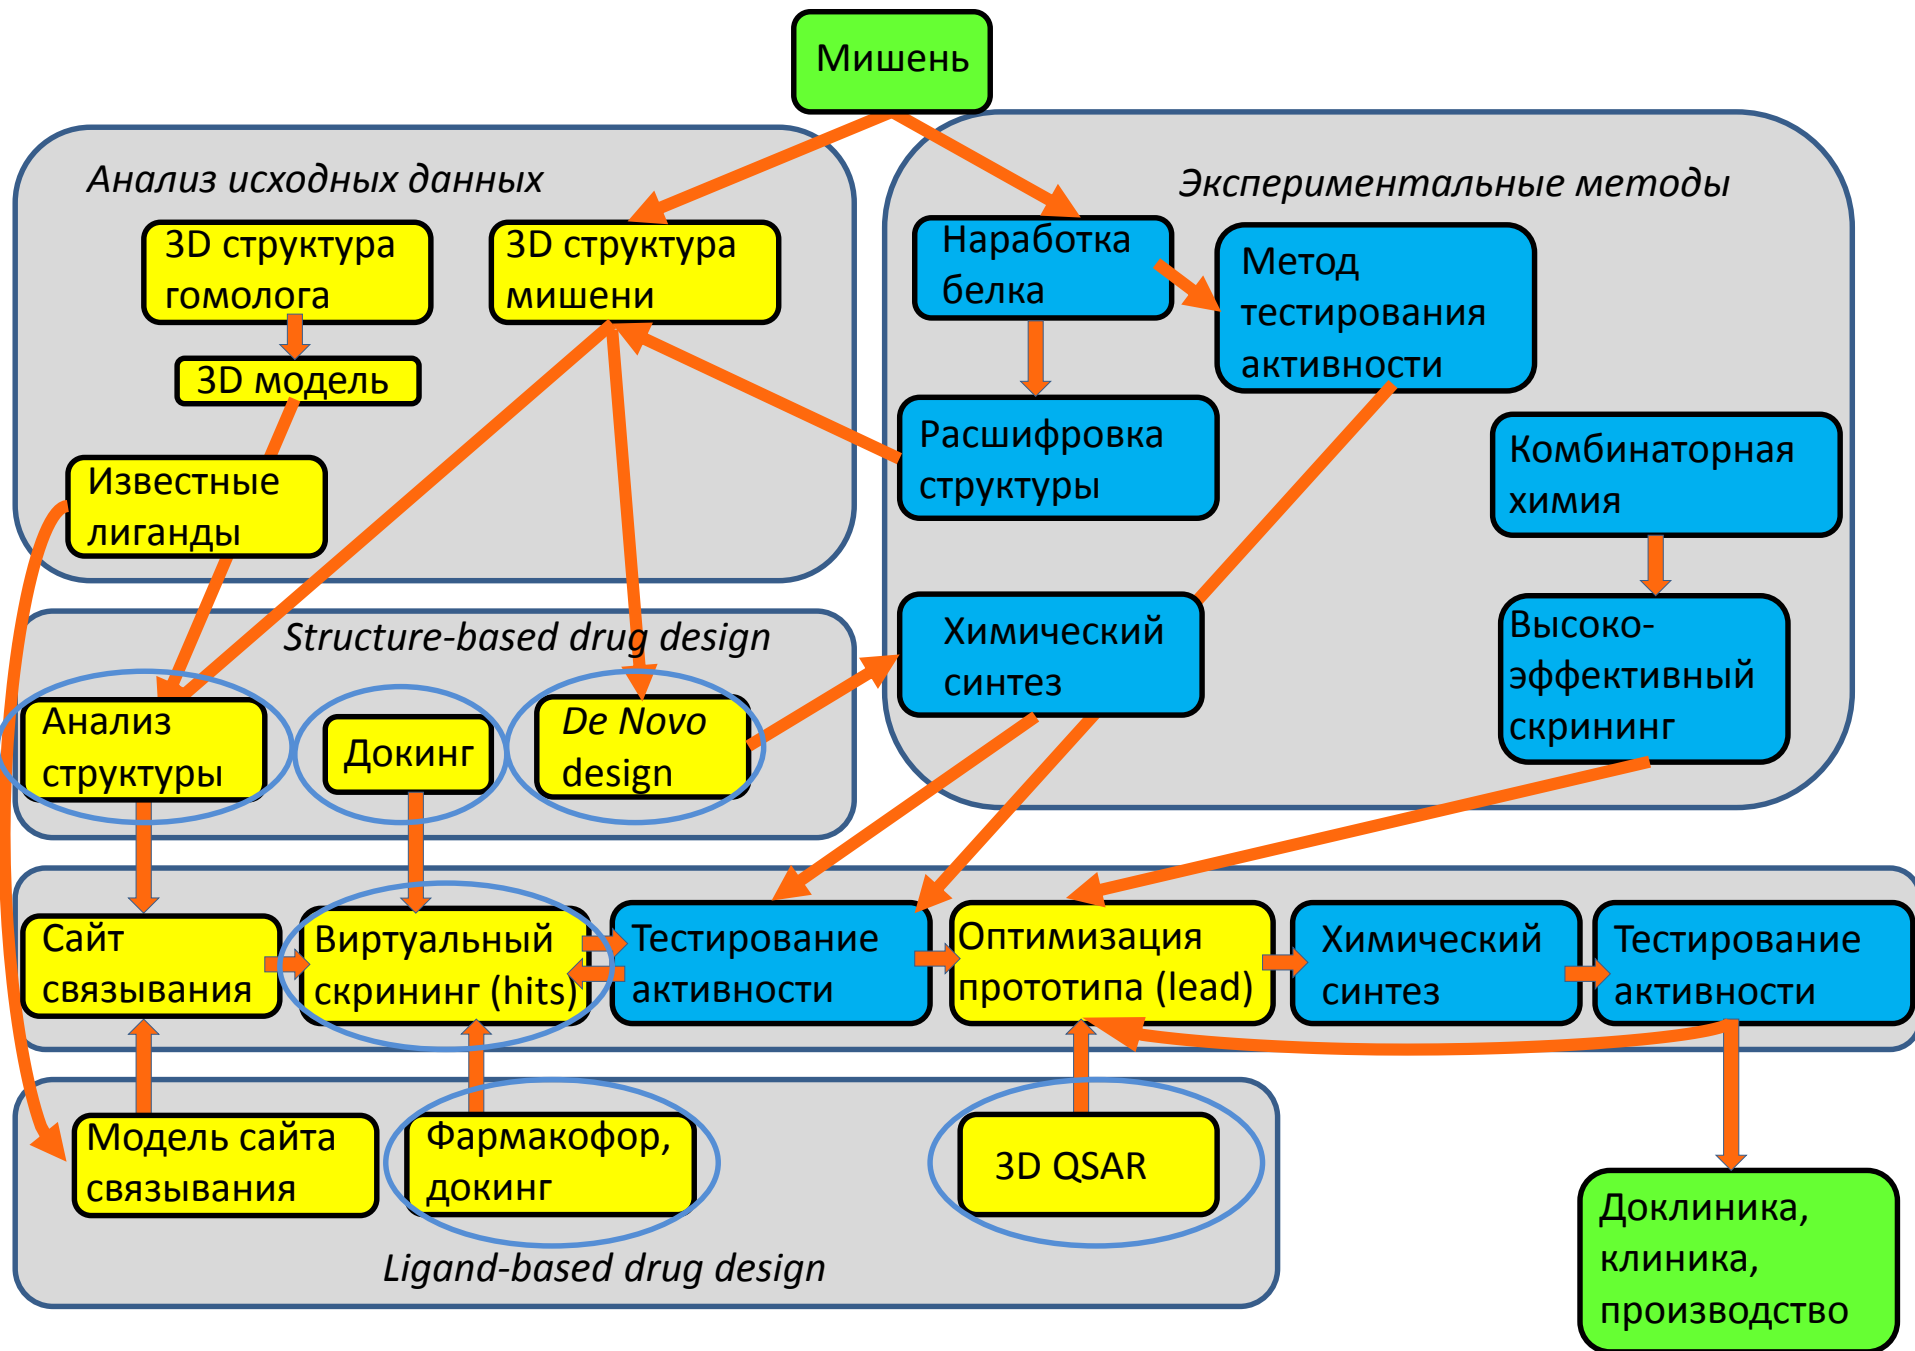 Мишень
Анализ исходных данных
3D структура
гомолога
3D структура
мишени
3D модель
Известные
лиганды
Экспериментальные методы
Наработка
белка
Метод
тестирования
активности
Расшифровка
структуры
Комбинаторная
химия
Химический
синтез
Высоко-
эффективный
скрининг
Structure-based drug design
Анализ
структуры
Докинг
De Novo
design
Сайт
связывания
Виртуальный
скрининг (hits)
Тестирование
активности
Оптимизация
прототипа (lead)
Химический
синтез
Тестирование
активности
Модель сайта
связывания
Фармакофор,
докинг
3D QSAR
Ligand-based drug design
Доклиника,
клиника,
производство